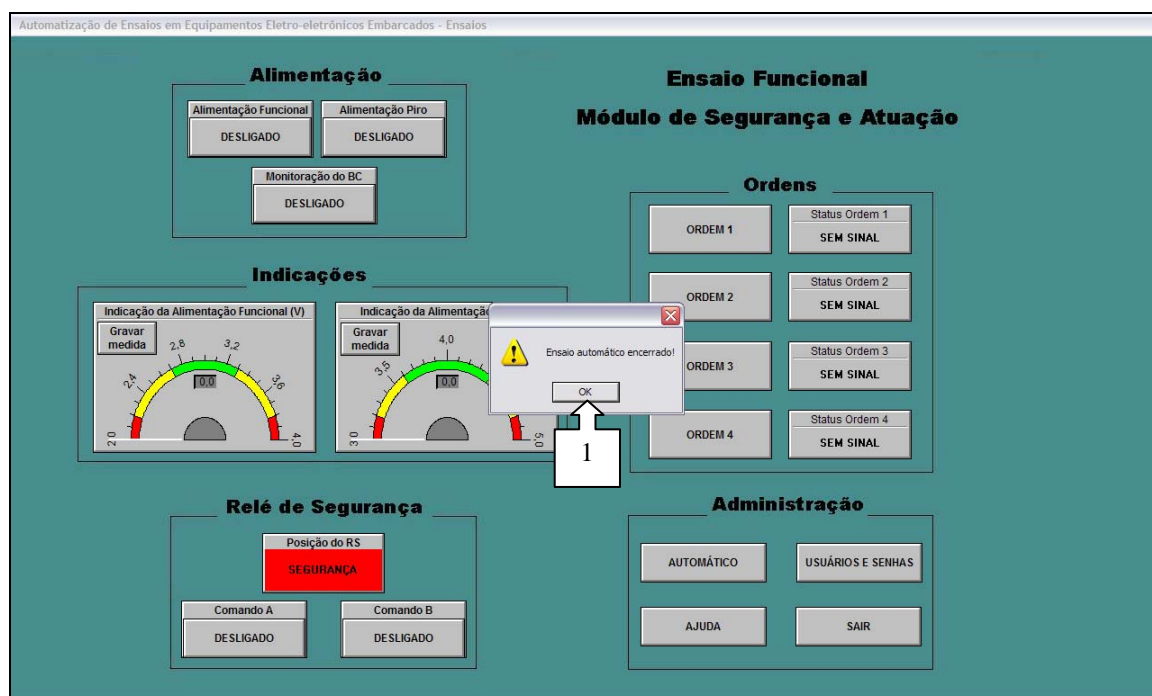 Automatização de Ensaios em Equipamentos Eletro-eletrônicos Embarcados - Ensaios
Alimentação
Alimentação Funcional
DESLIGADO
Alimentação Piro
DESLIGADO
Monitoração do BC
DESLIGADO
Ensaio Funcional
Módulo de Segurança e Atuação
Indicações
Indicação da Alimentação Funcional (V)
Gravar
medida
2,0
2,4
2,8
3,2
3,6
4,0
0,0
Indicação da Alimentação
Gravar
medida
3,0
3,5
4,0
5,0
0,0
Ordens
ORDEM 1
Status Ordem 1
SEM SINAL
ORDEM 2
Status Ordem 2
SEM SINAL
ORDEM 3
Status Ordem 3
SEM SINAL
ORDEM 4
Status Ordem 4
SEM SINAL
Ensaio automático encerrado!
OK
1
Relé de Segurança
Posição do RS
SEGURANÇA
Comando A
DESLIGADO
Comando B
DESLIGADO
Administração
AUTOMÁTICO
USUÁRIOS E SENHAS
AJUDA
SAIR